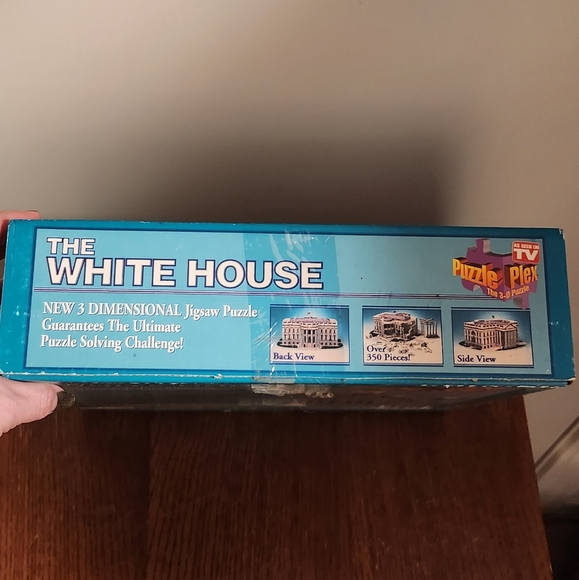 THE
WHITE HOUSE
NEW 3 DIMENSIONAL Jigsaw Puzzle
Guarantees The Ultimate
Puzzle Solving Challenge!
Back View
Over
350 Pieces!
Side View
AS SEEN ON
TV
Puzzle Plex
The 3-D Puzzle